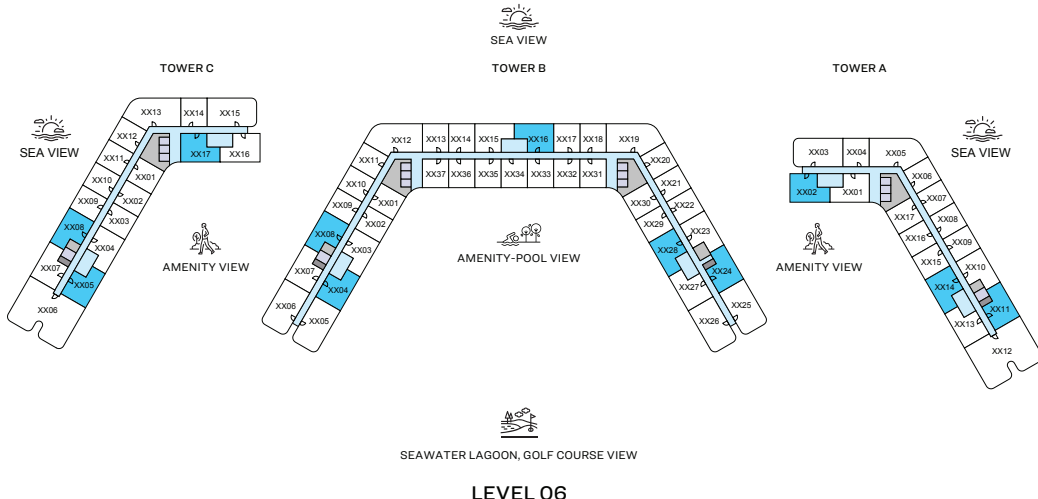 SEA VIEW
TOWER C
TOWER B
TOWER A
SEA VIEW
SEA VIEW
XX13
XX14
XX15
XX12
XX11
XX10
XX09
XX08
XX07
XX06
XX17
XX16
XX01
XX02
XX03
XX04
XX05
AMENITY VIEW
XX12
XX13
XX14
XX15
XX16
XX17
XX18
XX19
XX11
XX10
XX09
XX08
XX07
XX06
XX37
XX36
XX35
XX34
XX33
XX32
XX31
XX01
XX02
XX03
XX04
XX05
XX20
XX21
XX22
XX23
XX24
XX25
XX30
XX29
XX28
XX27
XX26
AMENITY-POOL VIEW
XX03
XX04
XX05
XX02
XX01
XX06
XX07
XX08
XX09
XX10
XX11
XX12
XX17
XX16
XX15
XX14
XX13
AMENITY VIEW
SEAWATER LAGOON, GOLF COURSE VIEW
LEVEL 06